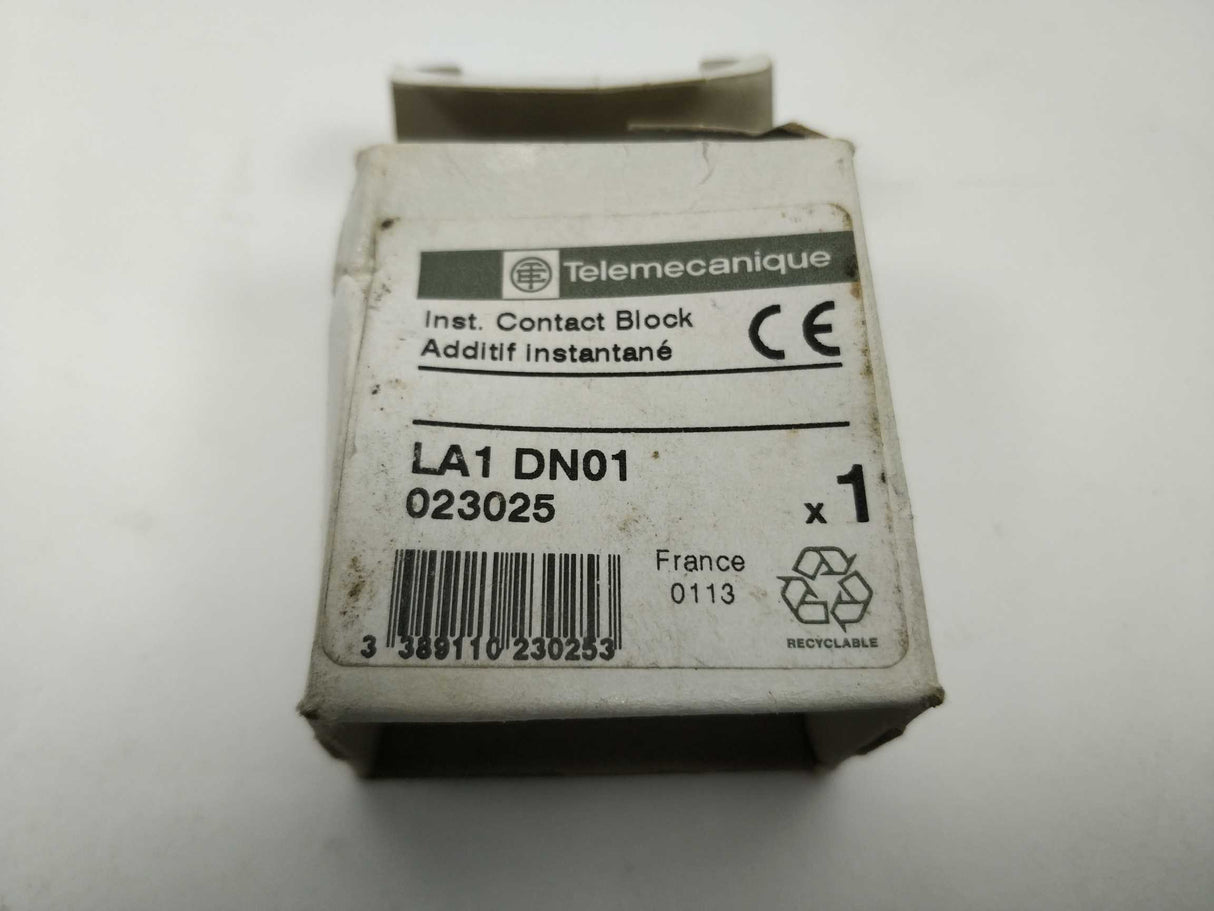 Telemecanique
Inst. Contact Block
Additif instantané
CE
LA1 DN01
023025
x 1
France
0113
RECYCLABLE
3 389110 230253